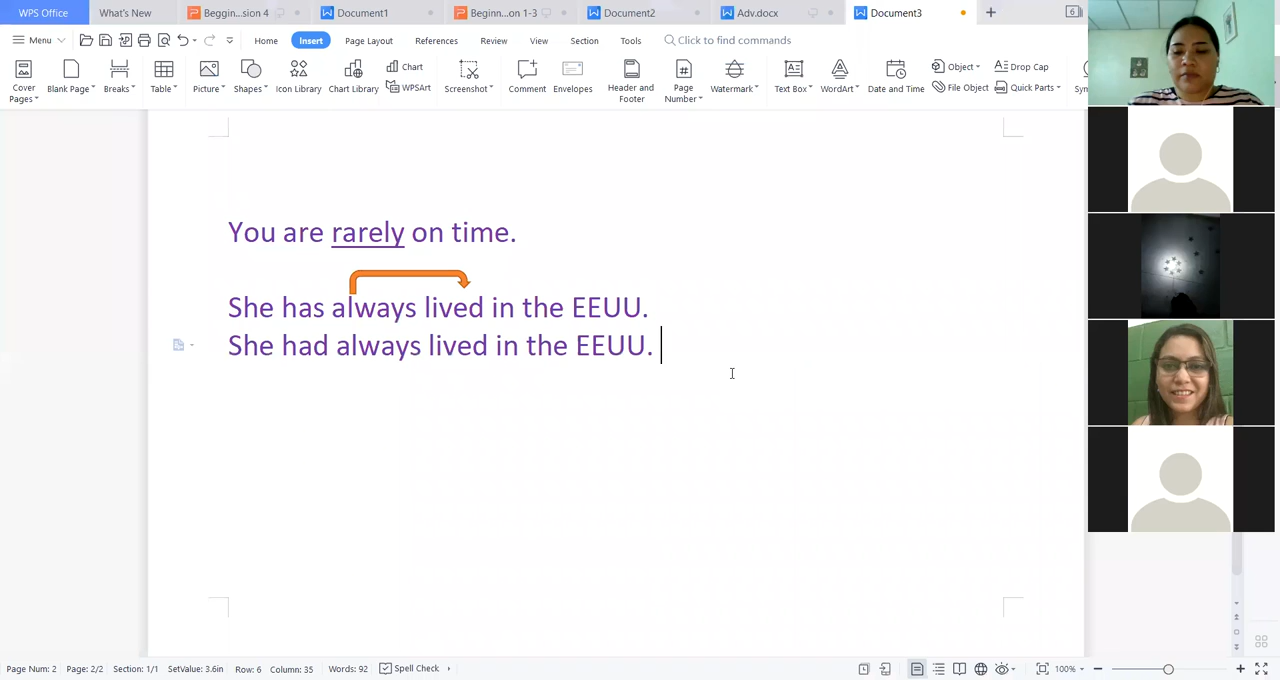 WPS Office What's New Beggin...sion 4 Document1 Beginn...on 1-3 Document2 Adv.docx Document3 6
Menu Home Insert Page Layout References Review View Section Tools Click to find commands
Chart Object Drop Cap
WPSArt File Object Quick Parts
Cover Pages Blank Page Breaks Table Picture Shapes Icon Library Chart Library Screenshot Comment Envelopes Header and Footer Page Number Watermark Text Box WordArt Date and Time
You are rarely on time.
She has always lived in the EEUU.
She had always lived in the EEUU.
Page Num: 2 Page: 2/2 Section: 1/1 SetValue: 3.6in Row: 6 Column: 35 Words: 92 Spell Check 100%